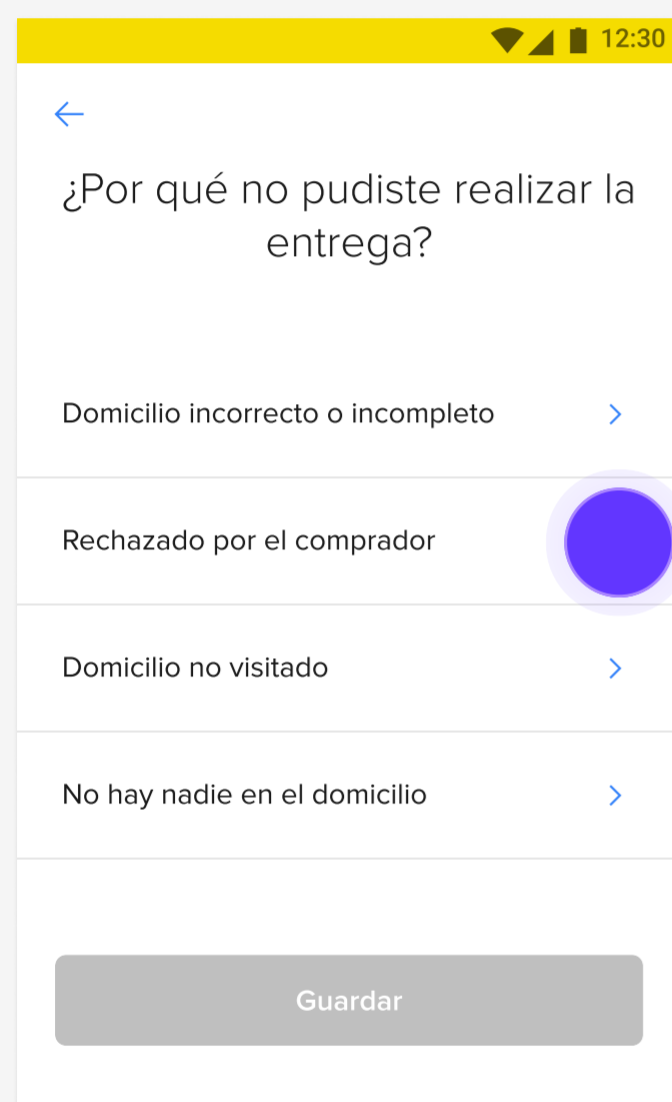 12:30
¿Por qué no pudiste realizar la
entrega?
Domicilio incorrecto o incompleto
Rechazado por el comprador
Domicilio no visitado
No hay nadie en el domicilio
Guardar